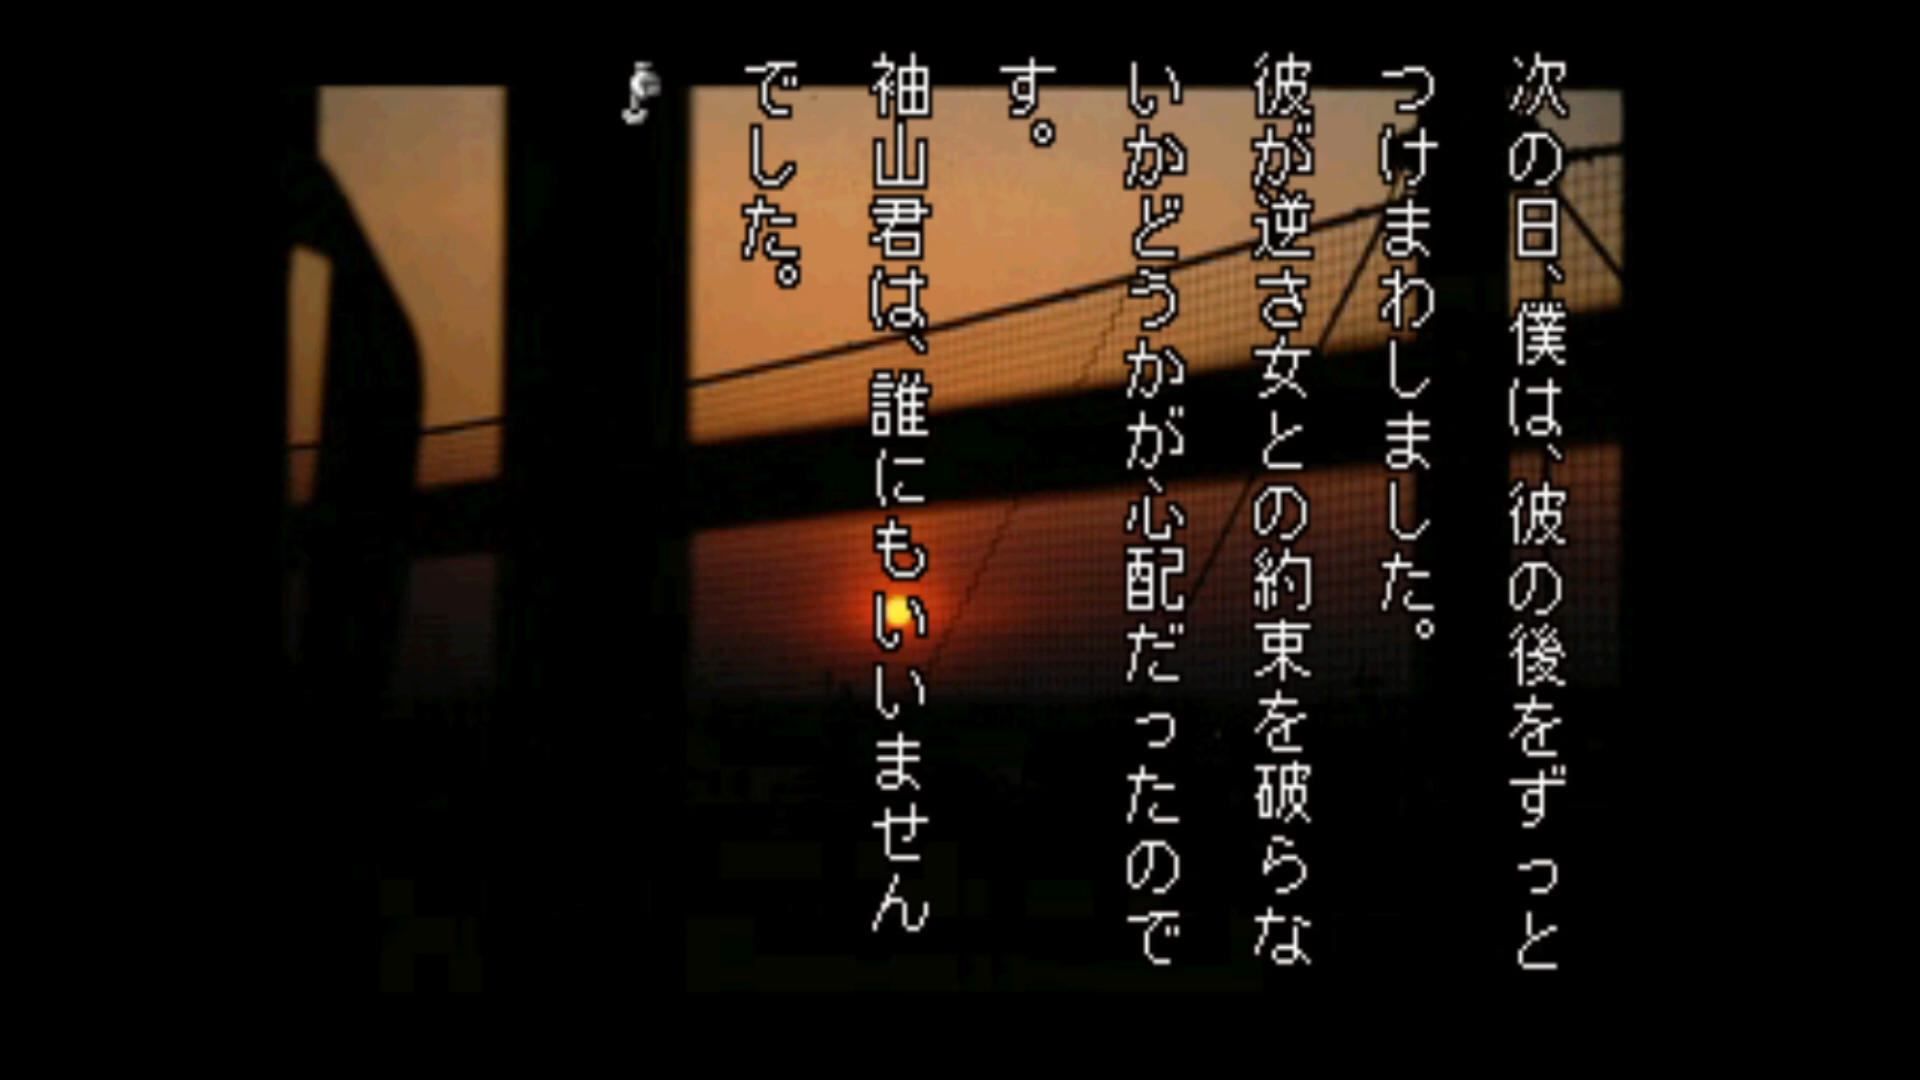 次の日、僕は、彼の後をずっと
つけまわしました。
彼が逆さ女との約束を破らな
いかどうかが心配だったので
す。
袖山君は、誰にもいいません
でした。